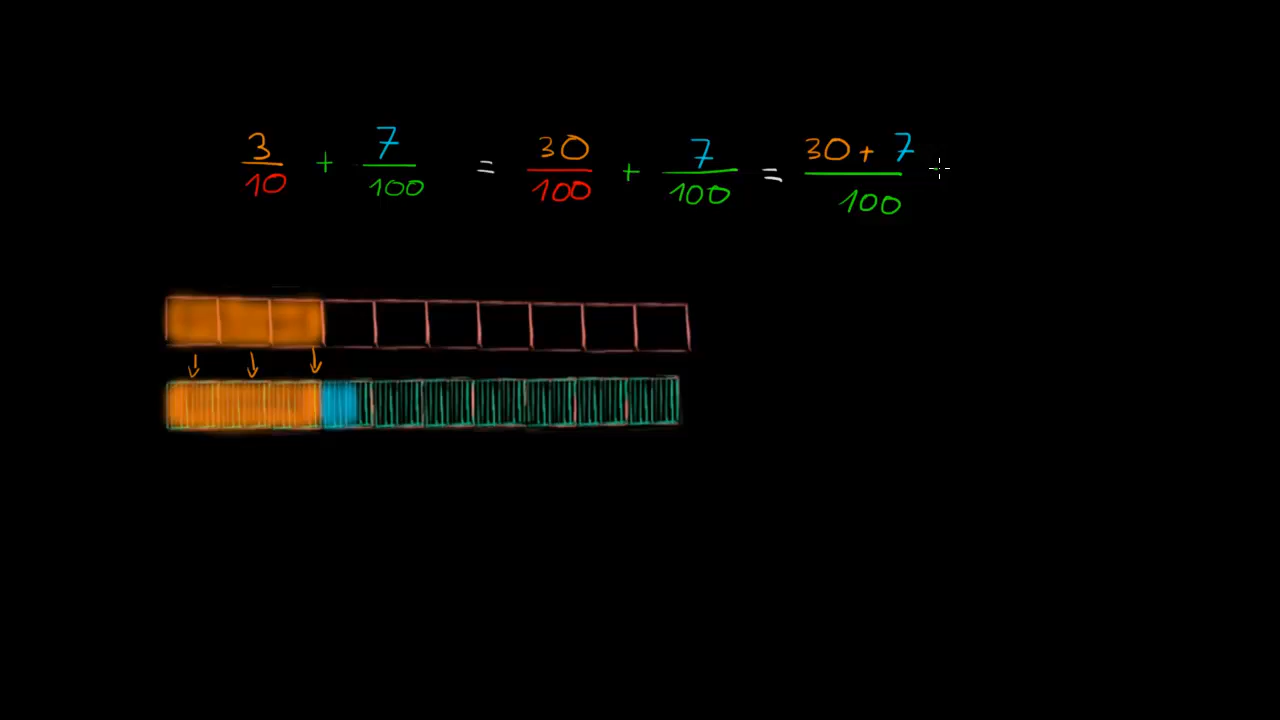 3/10 + 7/100 = 30/100 + 7/100 = 30 + 7/100